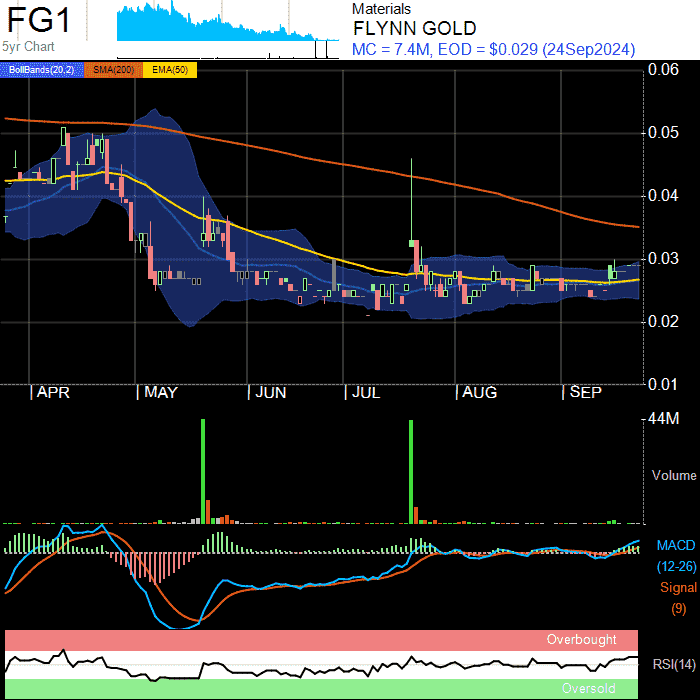 FG1
5yr Chart
Materials
FLYNN GOLD
MC = 7.4M, EOD = $0.029 (24Sep2024)
BollBands(20,2) SMA(200) EMA(50)
0.06
0.05
0.04
0.03
0.02
0.01
APR MAY JUN JUL AUG SEP
44M
Volume
MACD
(12-26)
Signal
(9)
Overbought
RSI(14)
Oversold